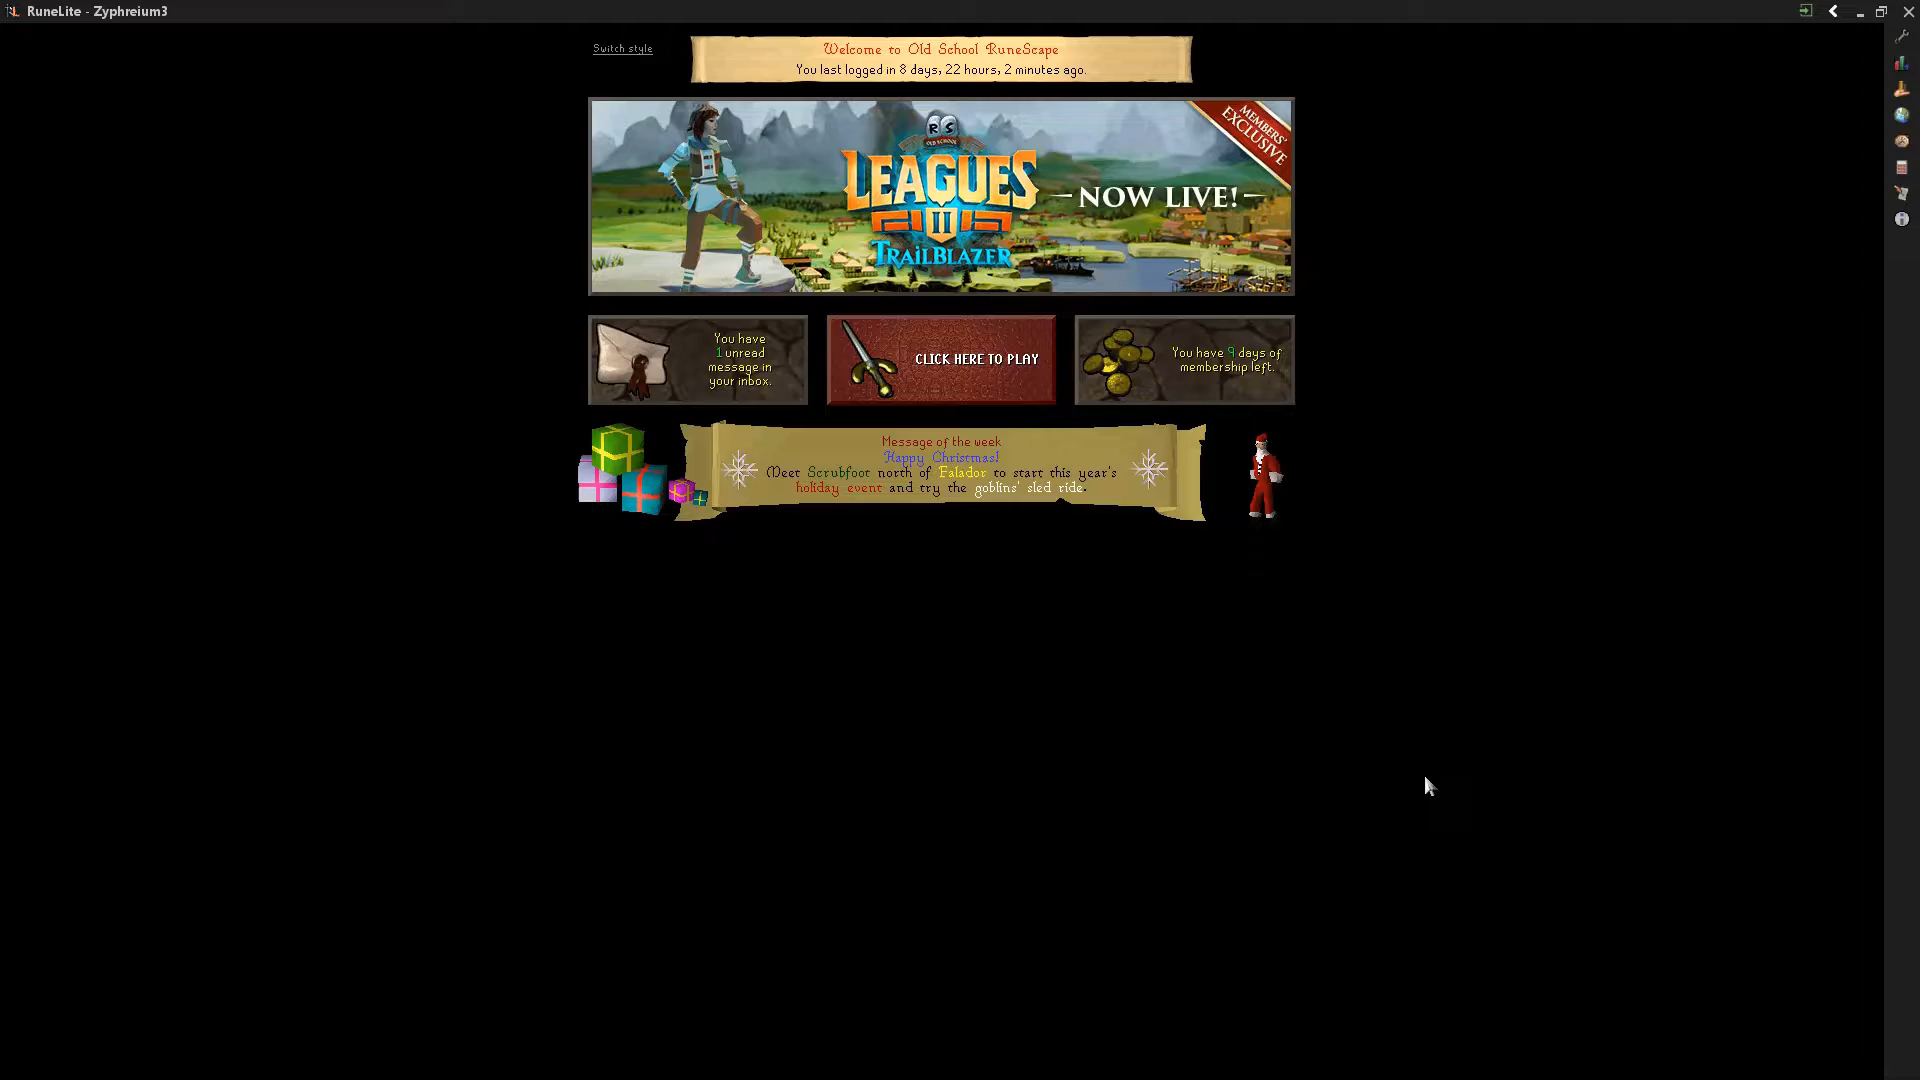 RuneLite - Zyphreium3
Switch style
Welcome to Old School RuneScape
You last logged in 8 days, 22 hours, 2 minutes ago.
MEMBERS'
EXCLUSIVE
RS
OLD SCHOOL
LEAGUES
II
TRAILBLAZER
NOW LIVE!
You have
1 unread
message in
your inbox.
CLICK HERE TO PLAY
You have 9 days of
membership left.
Message of the week
Happy Christmas!
Meet Scrubfoot north of Falador to start this year's
holiday event and try the goblins' sled ride.